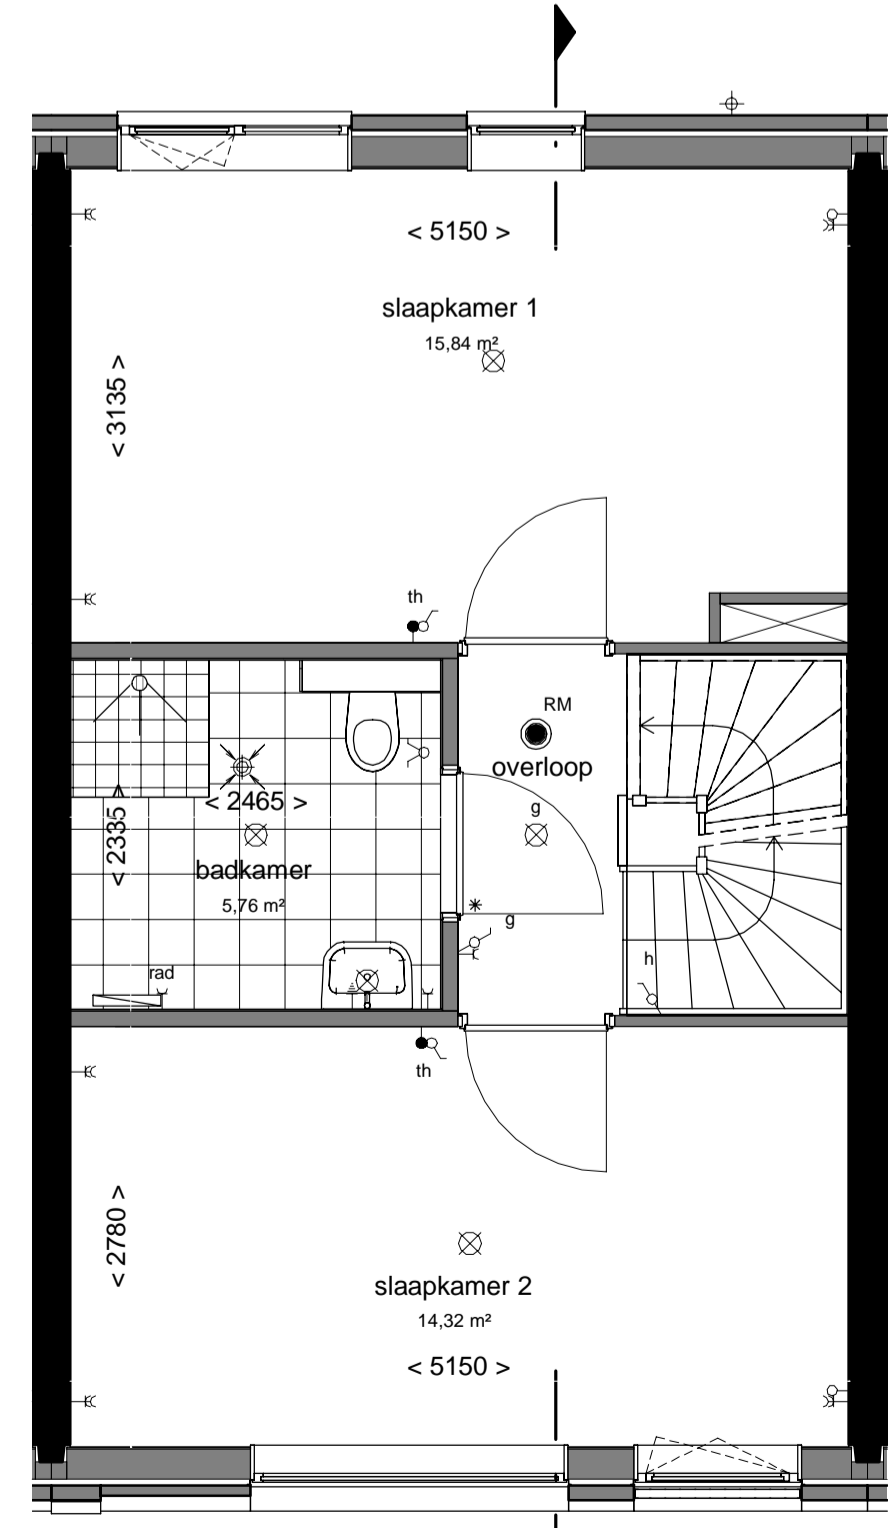 < 5150 >
slaapkamer 1
15,84 m²
< 3135 >
th
RM
overloop
< 2465 >
< 2335 >
g
badkamer
5,76 m²
g
rad
h
th
< 2780 >
slaapkamer 2
14,32 m²
< 5150 >